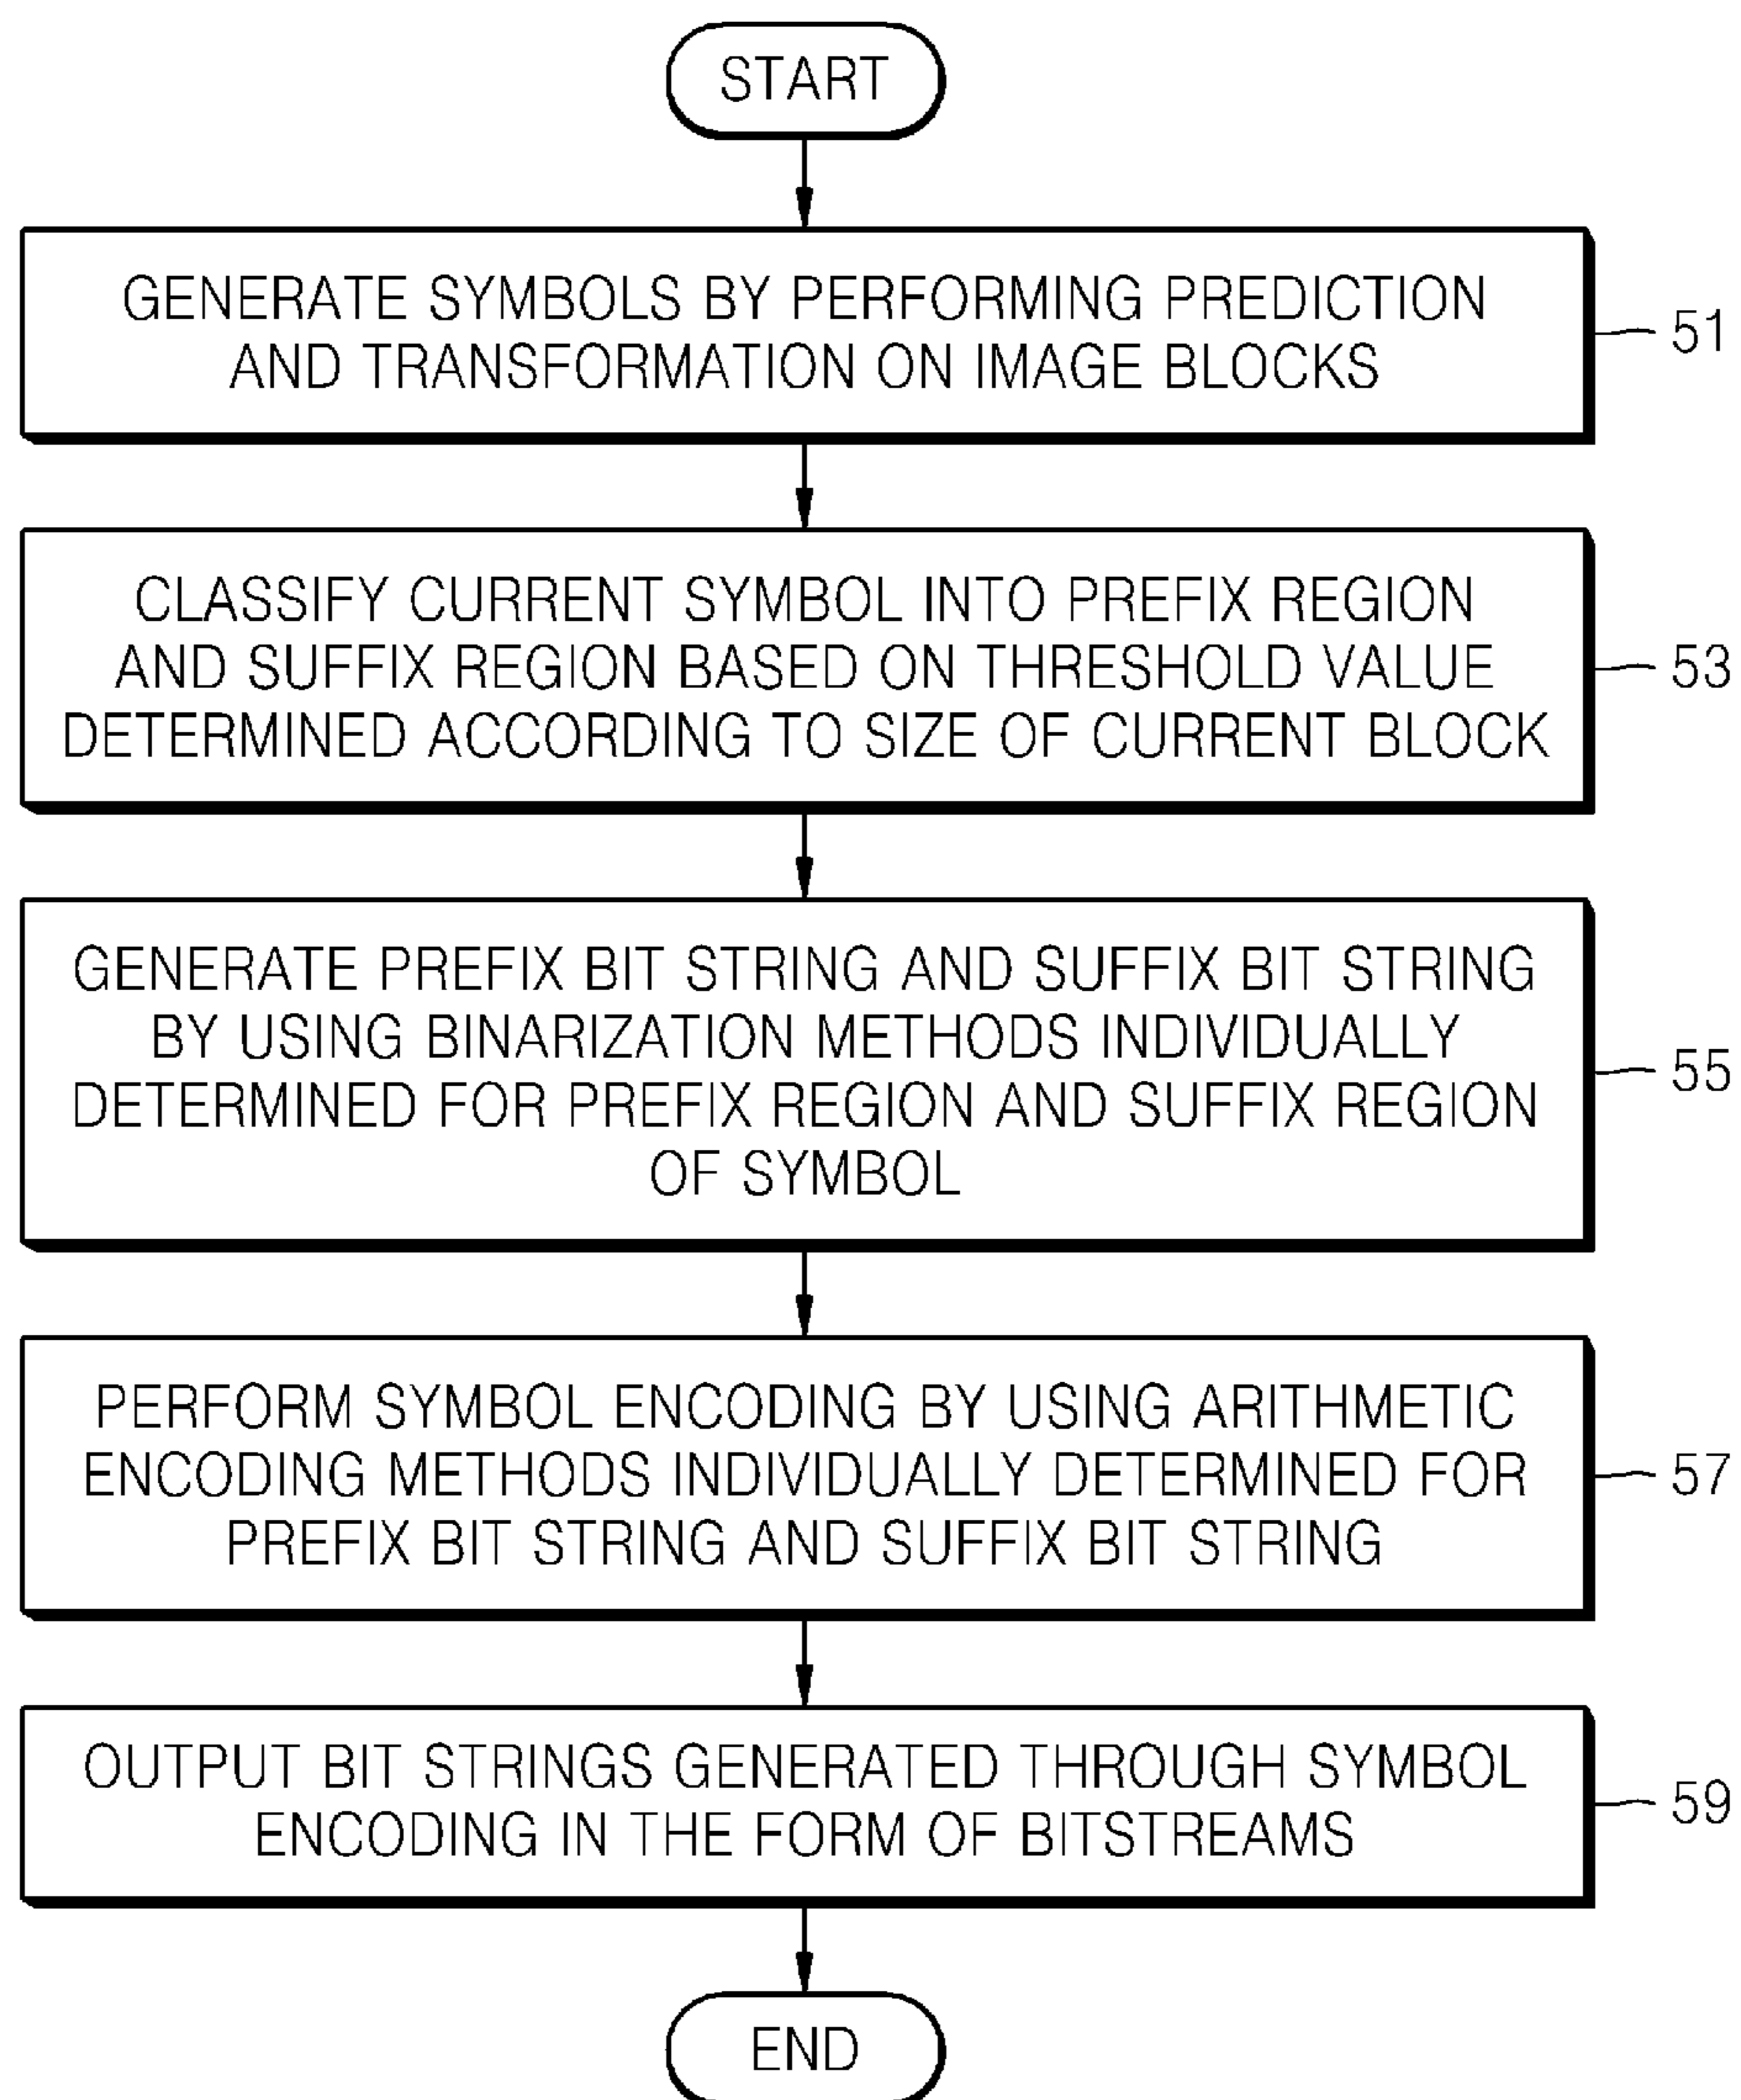 START
GENERATE SYMBOLS BY PERFORMING PREDICTION
AND TRANSFORMATION ON IMAGE BLOCKS
51
CLASSIFY CURRENT SYMBOL INTO PREFIX REGION
AND SUFFIX REGION BASED ON THRESHOLD VALUE
DETERMINED ACCORDING TO SIZE OF CURRENT BLOCK
53
GENERATE PREFIX BIT STRING AND SUFFIX BIT STRING
BY USING BINARIZATION METHODS INDIVIDUALLY
DETERMINED FOR PREFIX REGION AND SUFFIX REGION
OF SYMBOL
55
PERFORM SYMBOL ENCODING BY USING ARITHMETIC
ENCODING METHODS INDIVIDUALLY DETERMINED FOR
PREFIX BIT STRING AND SUFFIX BIT STRING
57
OUTPUT BIT STRINGS GENERATED THROUGH SYMBOL
ENCODING IN THE FORM OF BITSTREAMS
59
END